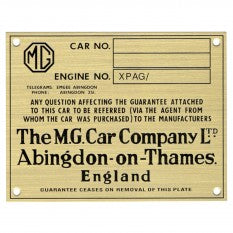 MG
CAR NO.
ENGINE NO. XPAG/
TELEGRAMS: EMGEE ABINGDON
PHONE: ABINGDON 251
ANY QUESTION AFFECTING THE GUARANTEE ATTACHED
TO THIS CAR TO BE REFERRED (VIA THE AGENT FROM
WHOM THE CAR WAS PURCHASED) TO THE MANUFACTURERS
The M.G. Car Company LTD
Abingdon-on-Thames.
England
GUARANTEE CEASES ON REMOVAL OF THIS PLATE